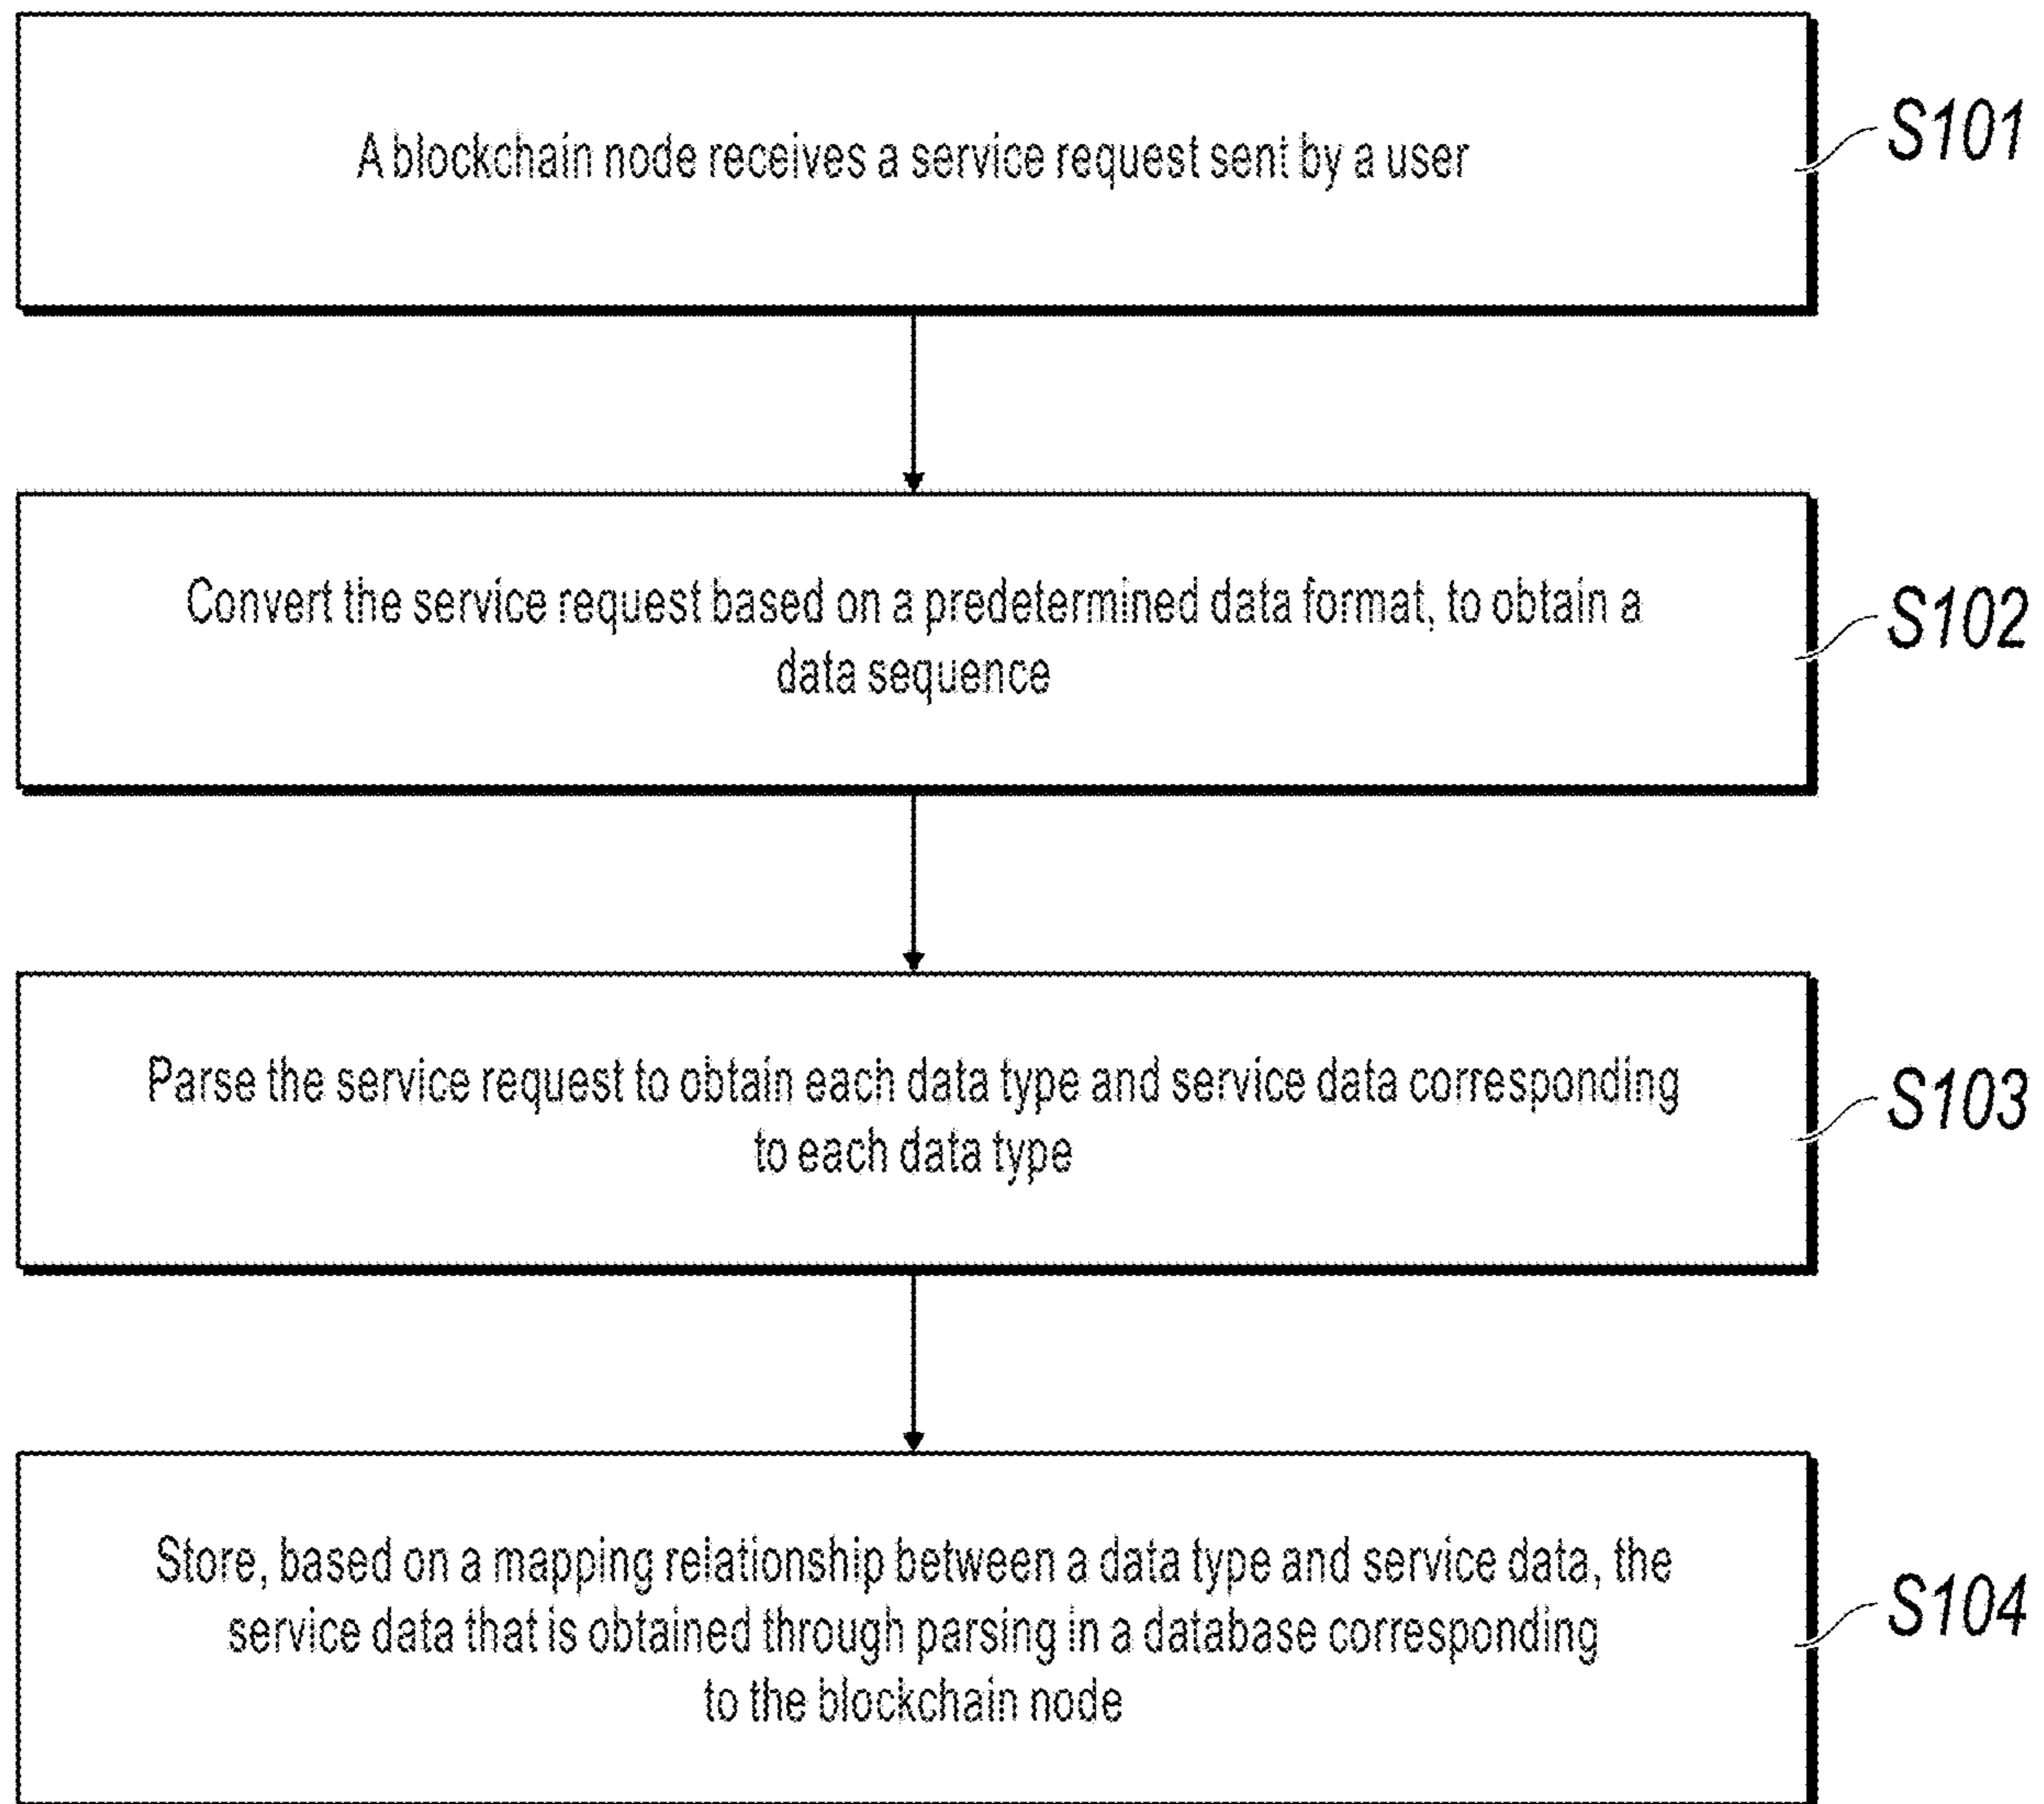 A blockchain node receives a service request sent by a user
S101
Convert the service request based on a predetermined data format, to obtain a
data sequence
S102
Parse the service request to obtain each data type and service data corresponding
to each data type
S103
Store, based on a mapping relationship between a data type and service data, the
service data that is obtained through parsing in a database corresponding
to the blockchain node
S104